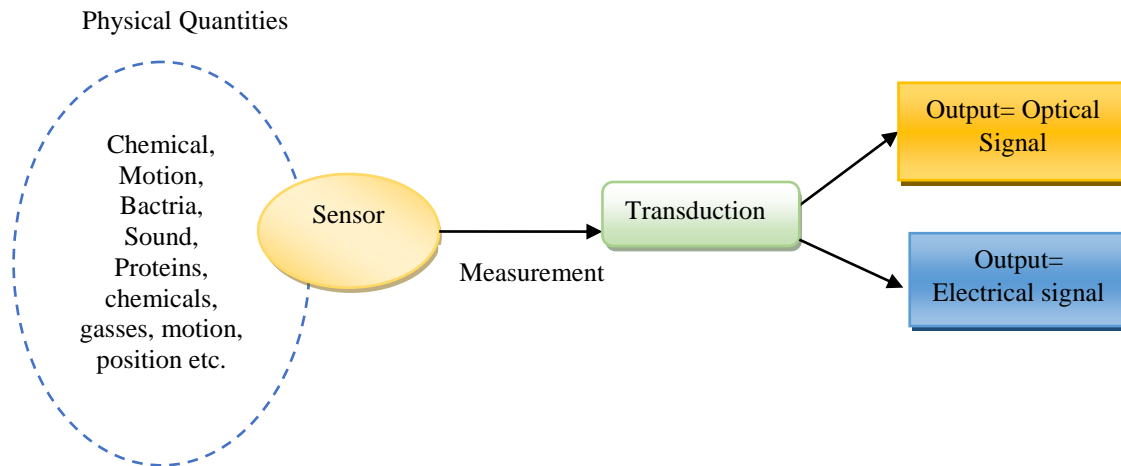 Physical Quantities
Chemical,
Motion,
Bactria,
Sound,
Proteins,
chemicals,
gasses, motion,
position etc.
Sensor
Measurement
Transduction
Output= Optical
Signal
Output=
Electrical signal